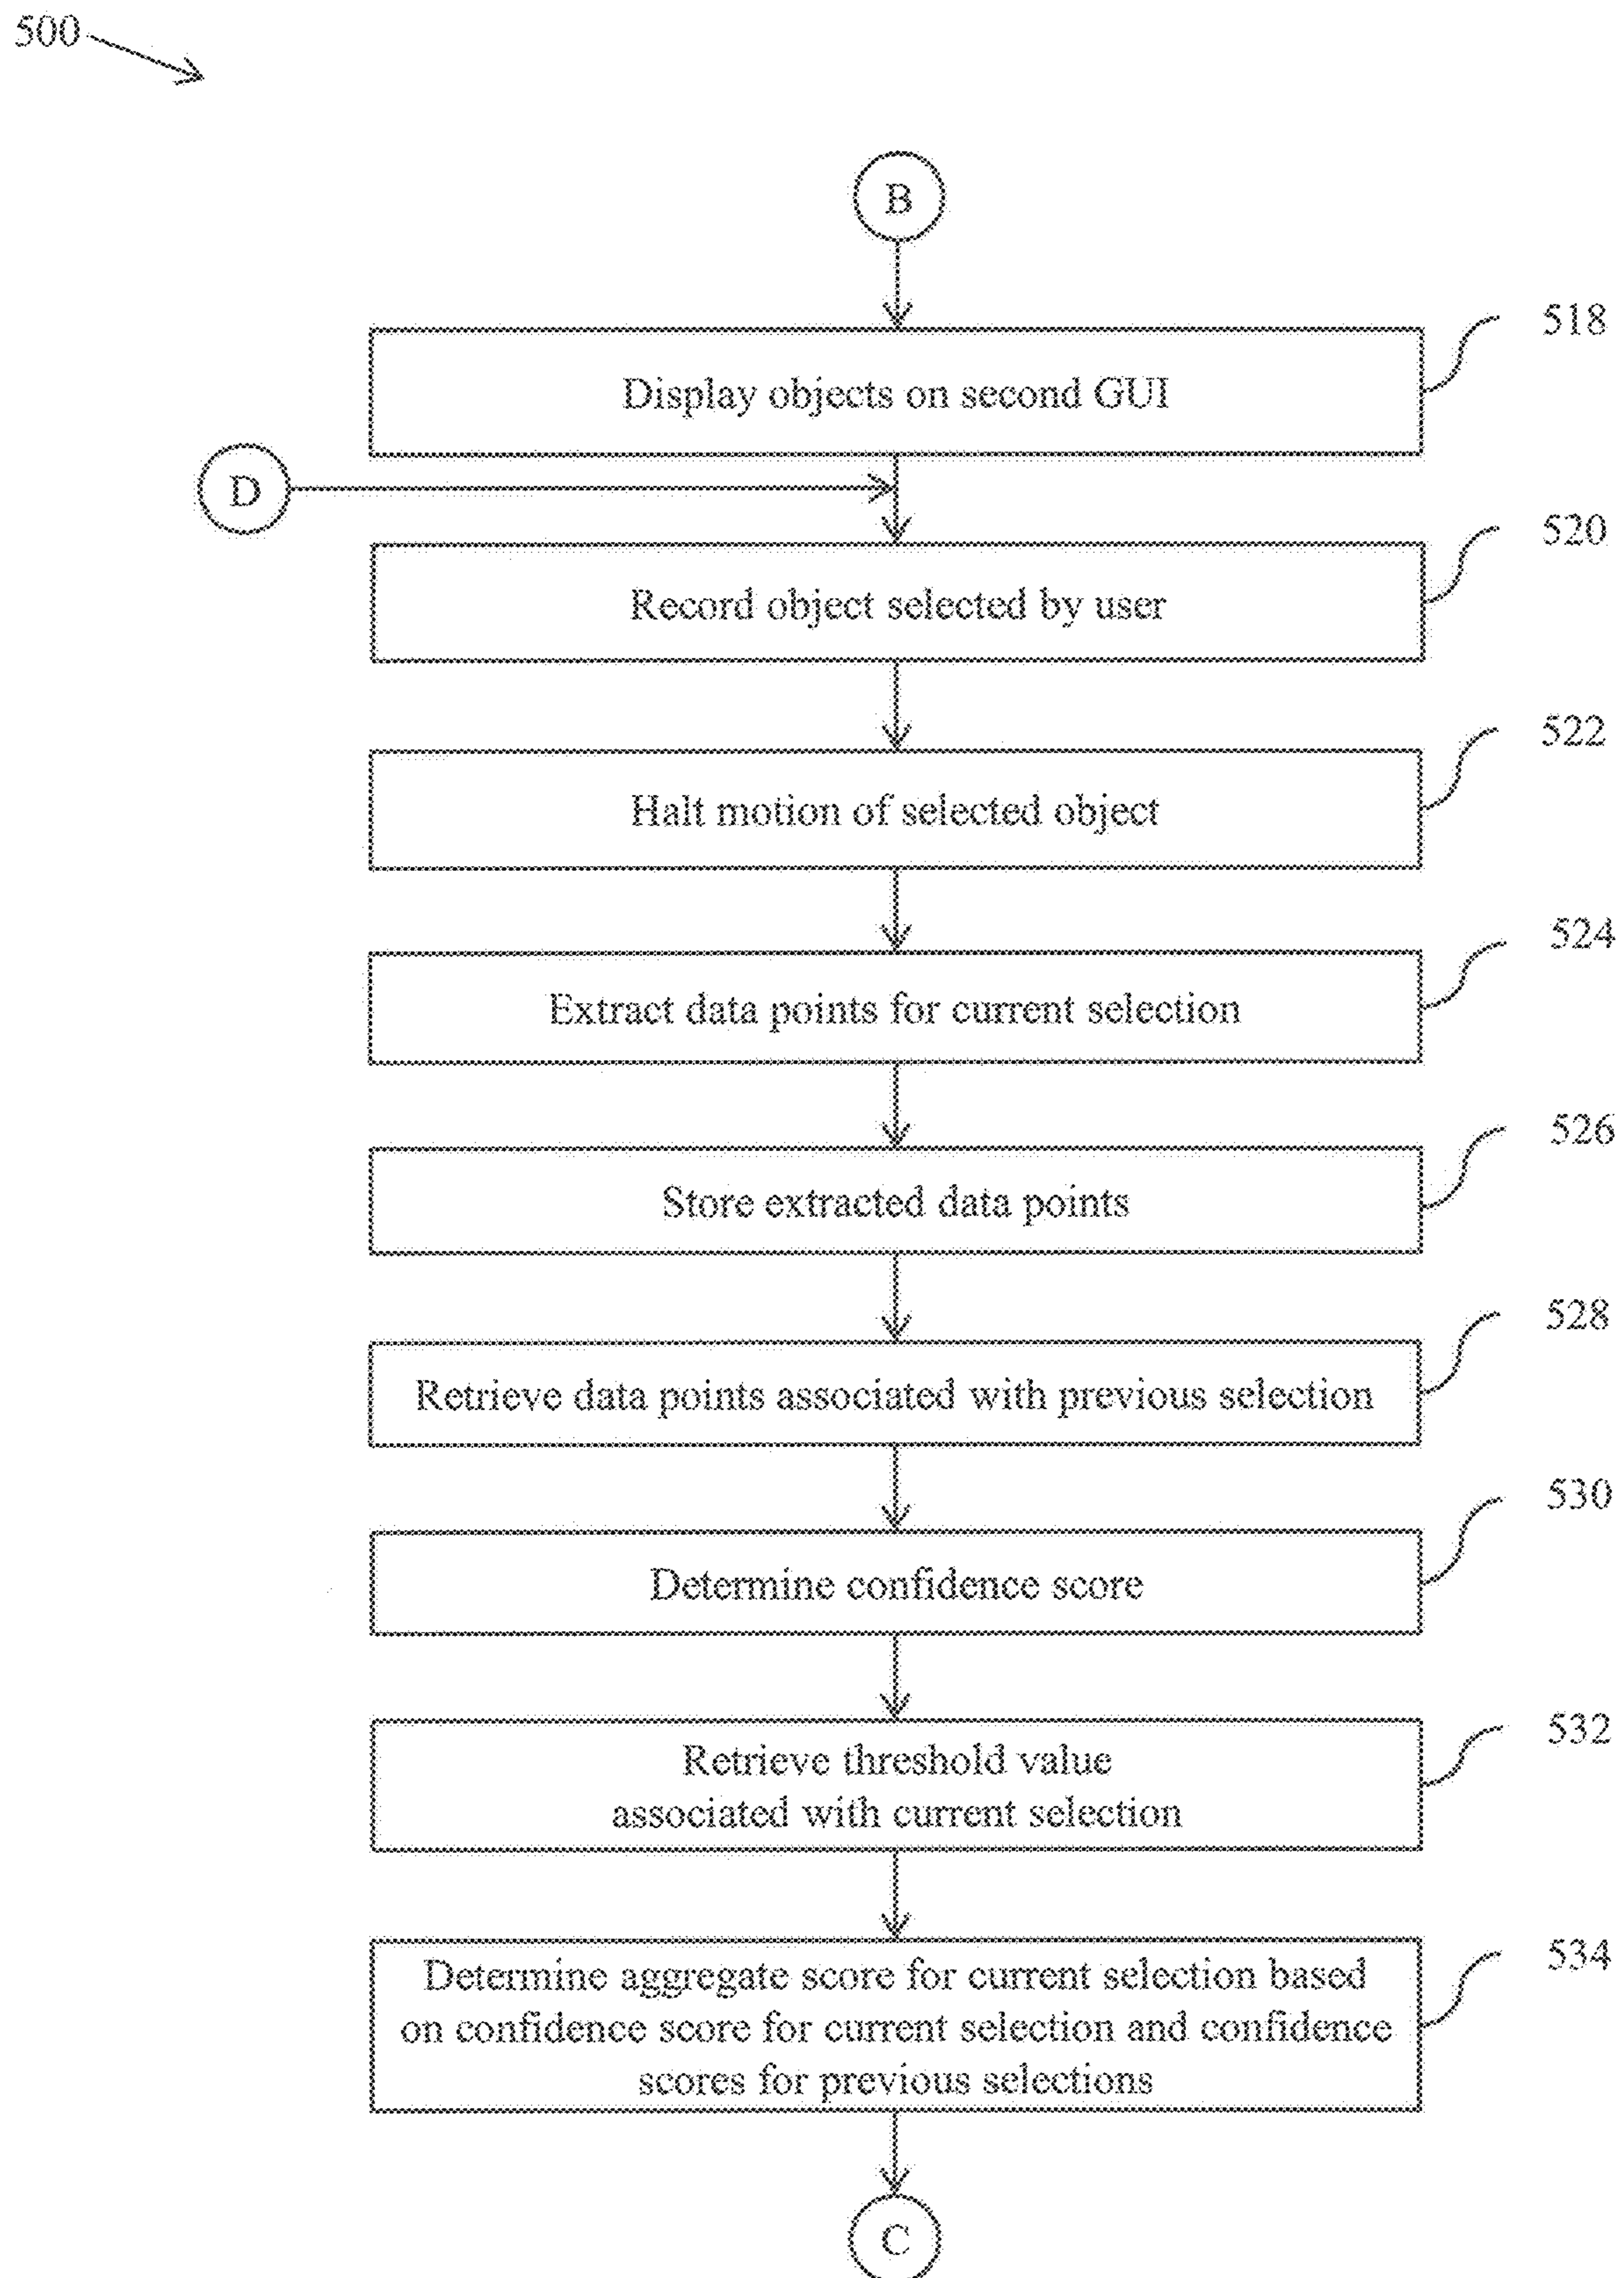 500
B
518
Display objects on second GUI
D
520
Record object selected by user
522
Halt motion of selected object
524
Extract data points for current selection
526
Store extracted data points
528
Retrieve data points associated with previous selection
530
Determine confidence score
532
Retrieve threshold value
associated with current selection
534
Determine aggregate score for current selection based
on confidence score for current selection and confidence
scores for previous selections
C